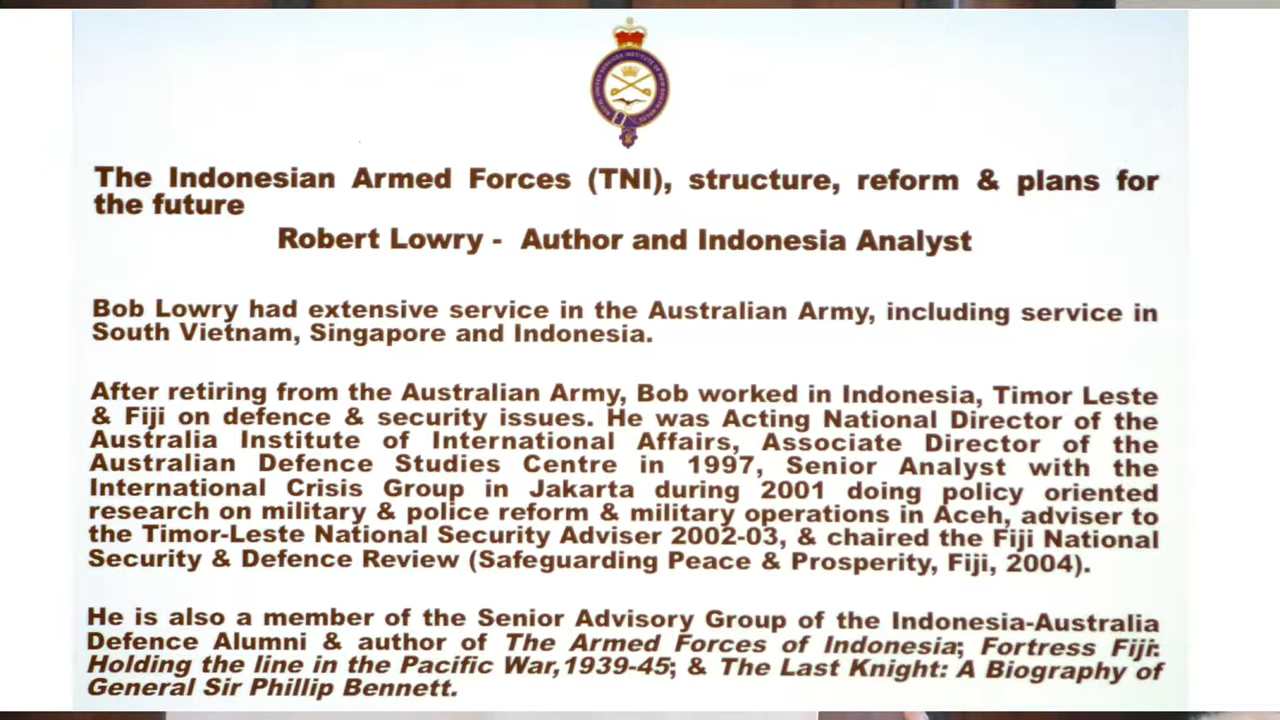 The Indonesian Armed Forces (TNI), structure, reform & plans for
the future
Robert Lowry - Author and Indonesia Analyst
Bob Lowry had extensive service in the Australian Army, including service in
South Vietnam, Singapore and Indonesia.
After retiring from the Australian Army, Bob worked in Indonesia, Timor Leste
& Fiji on defence & security issues. He was Acting National Director of the
Australia Institute of International Affairs, Associate Director of the
Australian Defence Studies Centre in 1997, Senior Analyst with the
International Crisis Group in Jakarta during 2001 doing policy oriented
research on military & police reform & military operations in Aceh, adviser to
the Timor-Leste National Security Adviser 2002-03, & chaired the Fiji National
Security & Defence Review (Safeguarding Peace & Prosperity, Fiji, 2004).
He is also a member of the Senior Advisory Group of the Indonesia-Australia
Defence Alumni & author of The Armed Forces of Indonesia; Fortress Fiji:
Holding the line in the Pacific War,1939-45; & The Last Knight: A Biography of
General Sir Phillip Bennett.